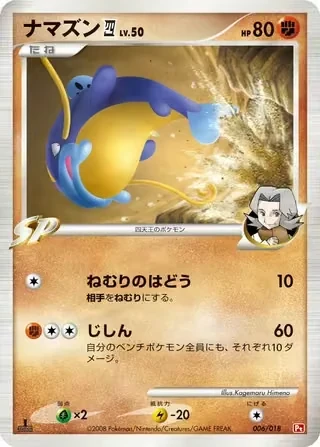 ナマズン四 LV.50 HP80
たね
四天王のポケモン
SP
ねむりのはどう 10
相手をねむりにする。
じしん 60
自分のベンチポケモン全員にも、それぞれ10ダ
メージ。
Illus.Kagemaru Himeno
弱点 ×2 抵抗力 -20 にげる
©2008 Pokémon/Nintendo/Creatures/GAME FREAK 006/018